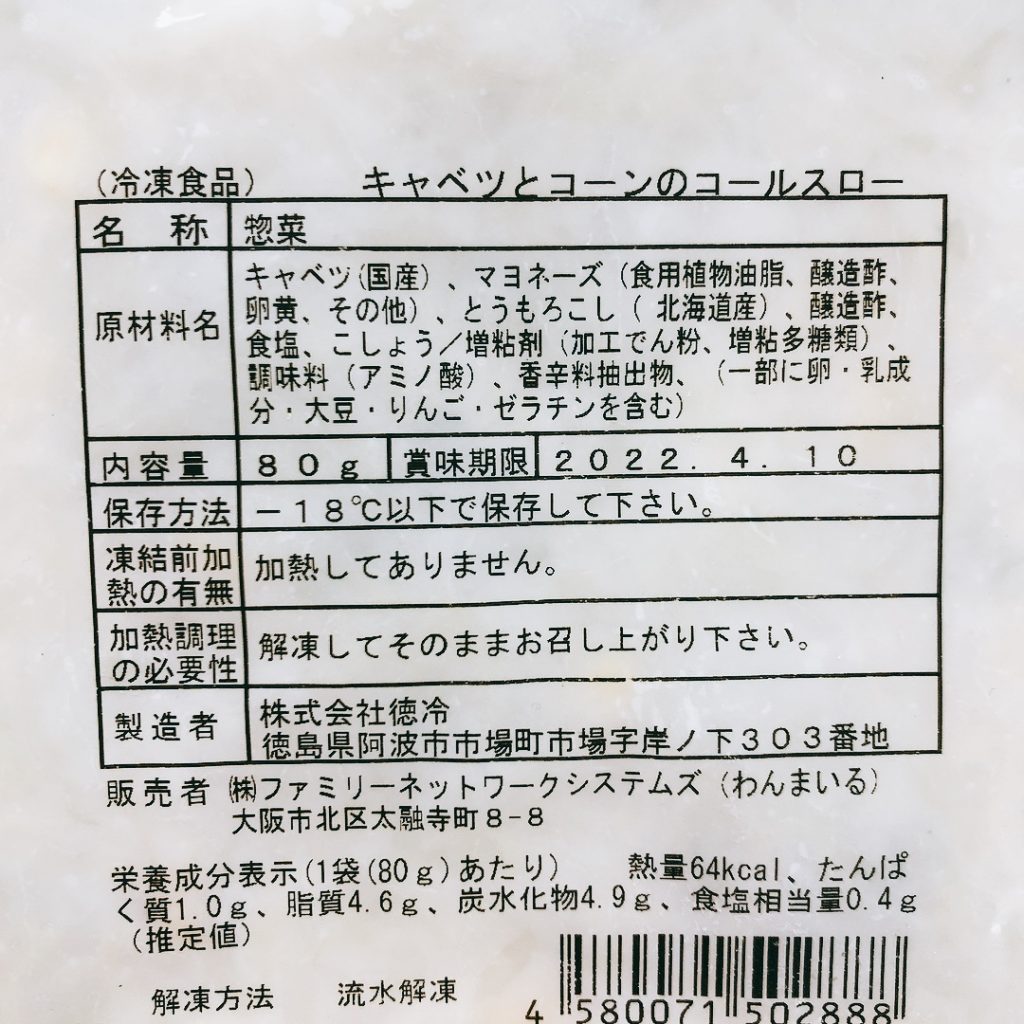 （冷凍食品）　キャベツとコーンのコールスロー
名　称　惣菜
原材料名
キャベツ(国産）、マヨネーズ（食用植物油脂、醸造酢、
卵黄、その他）、とうもろこし（ 北海道産）、醸造酢、
食塩、こしょう／増粘剤（加工でん粉、増粘多糖類）、
調味料（アミノ酸）、香辛料抽出物、（一部に卵・乳成
分・大豆・りんご・ゼラチンを含む）
内容量　８０ｇ　賞味期限　２０２２．４．１０
保存方法　－１８℃以下で保存して下さい。
凍結前加
熱の有無
加熱してありません。
加熱調理
の必要性
解凍してそのままお召し上がり下さい。
製造者
株式会社徳冷
徳島県阿波市市場町市場字岸ノ下３０３番地
販売者　㈱ファミリーネットワークシステムズ（わんまいる）
大阪市北区太融寺町８−８
栄養成分表示(1袋(80ｇ)あたり）　熱量64kcal、たんぱ
く質1.0ｇ、脂質4.6ｇ、炭水化物4.9ｇ、食塩相当量0.4ｇ
（推定値）
解凍方法　流水解凍
4 580071 502888